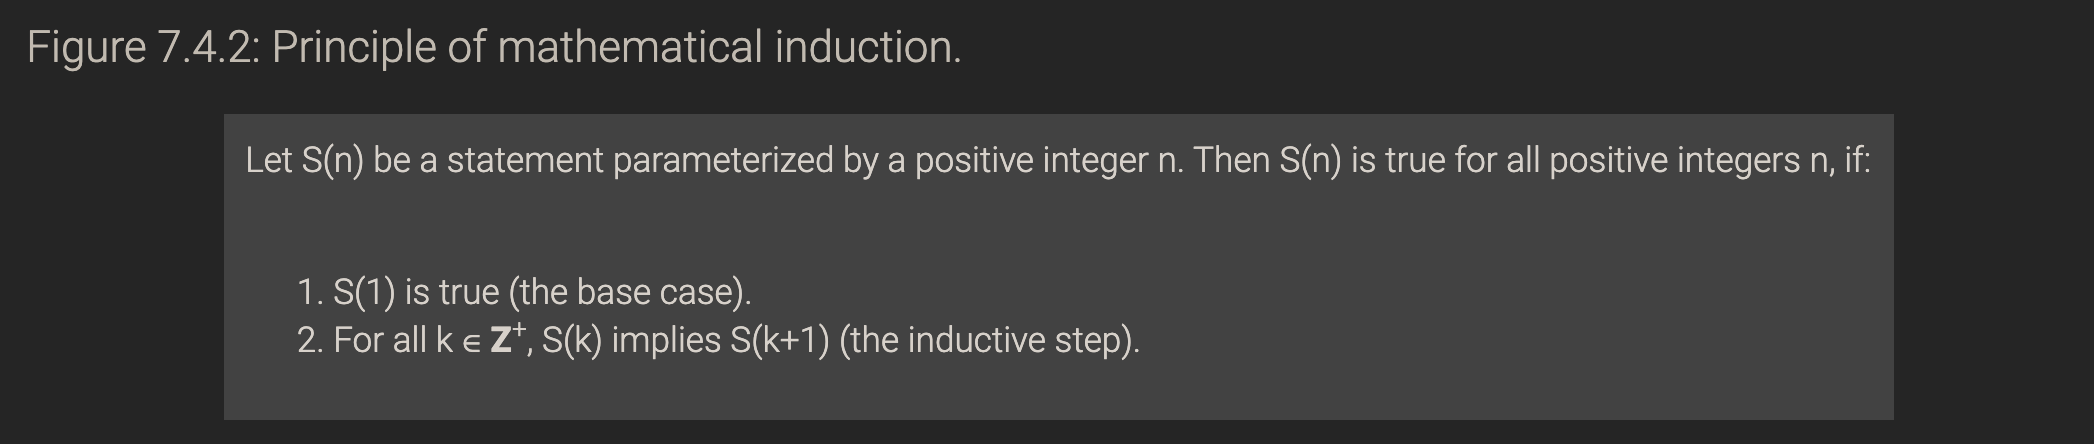 Figure 7.4.2: Principle of mathematical induction.
Let S(n) be a statement parameterized by a positive integer n. Then S(n) is true for all positive integers n, if:
1. S(1) is true (the base case).
2. For all k ∈ Z⁺, S(k) implies S(k+1) (the inductive step).